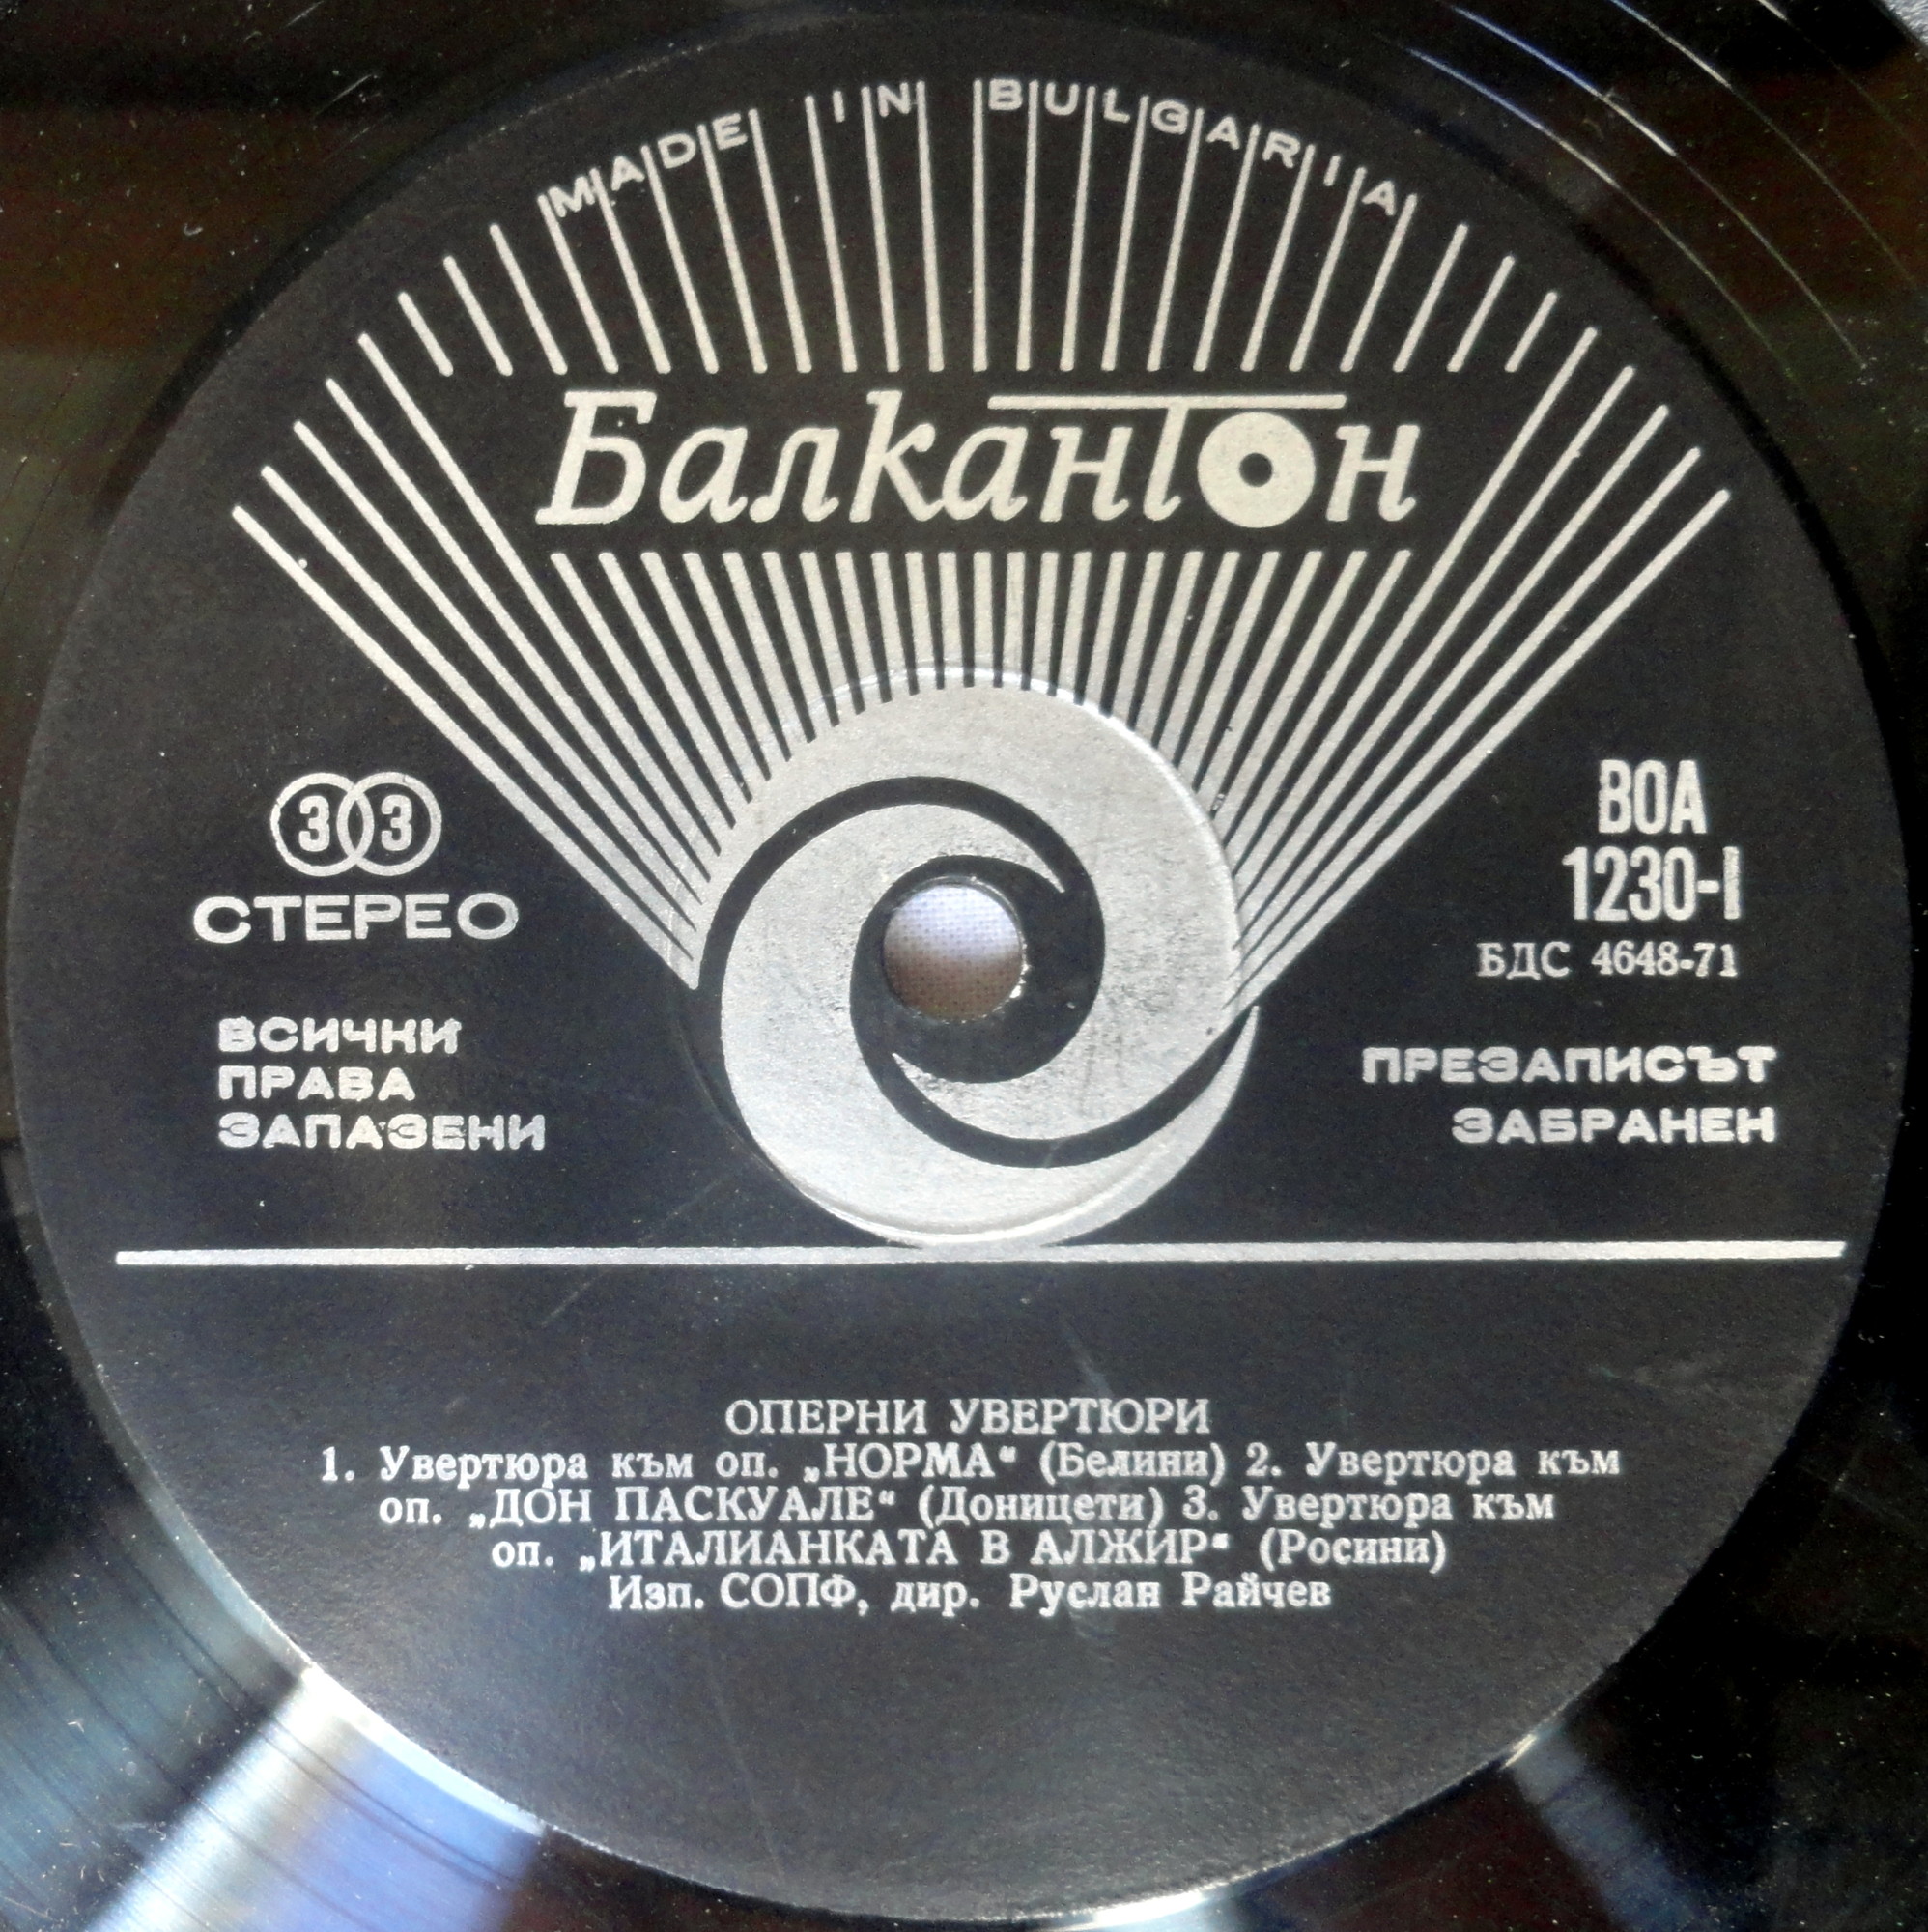 MADE IN BULGARIA
Балкантон
33
СТЕРЕО
ВСИЧКИ
ПРАВА
ЗАПАЗЕНИ
ВОА
1230-I
БДС 4648-71
ПРЕЗАПИСЪТ
ЗАБРАНЕН
ОПЕРНИ УВЕРТЮРИ
1. Увертюра към оп. „НОРМА“ (Белини) 2. Увертюра към
оп. „ДОН ПАСКУАЛЕ“ (Доницети) 3. Увертюра към
оп. „ИТАЛИАНКАТА В АЛЖИР“ (Росини)
Изп. СОПФ, дир. Руслан Райчев